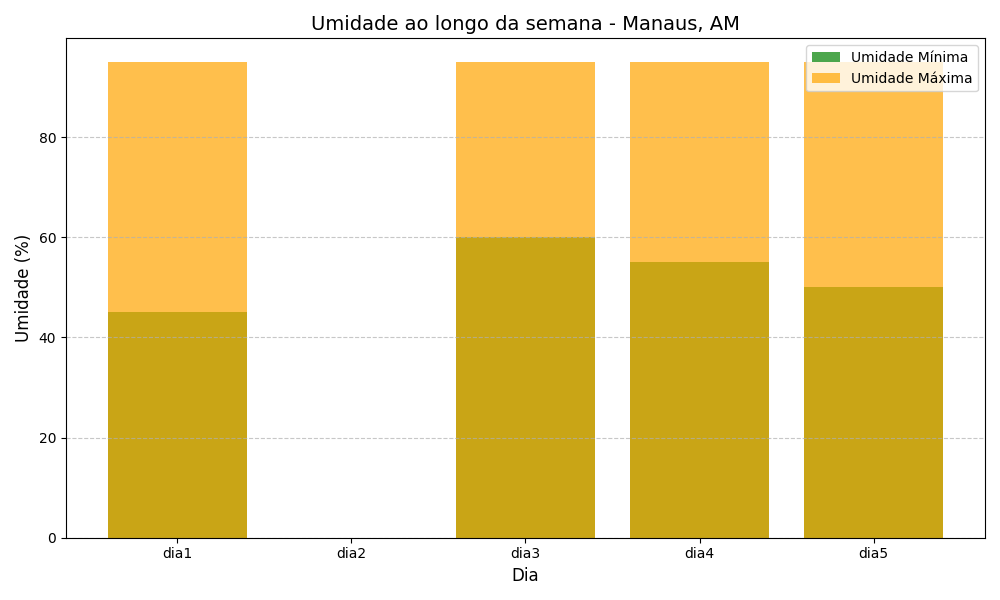 Umidade ao longo da semana - Manaus, AM
Umidade Mínima
Umidade Máxima
Umidade (%)
80
60
40
20
0
dia1
dia2
dia3
dia4
dia5
Dia